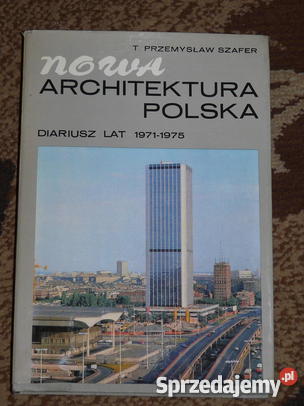 T. PRZEMYSŁAW SZAFER
NOWA
ARCHITEKTURA
POLSKA
DIARIUSZ LAT 1971-1975
Sprzedajemy.pl